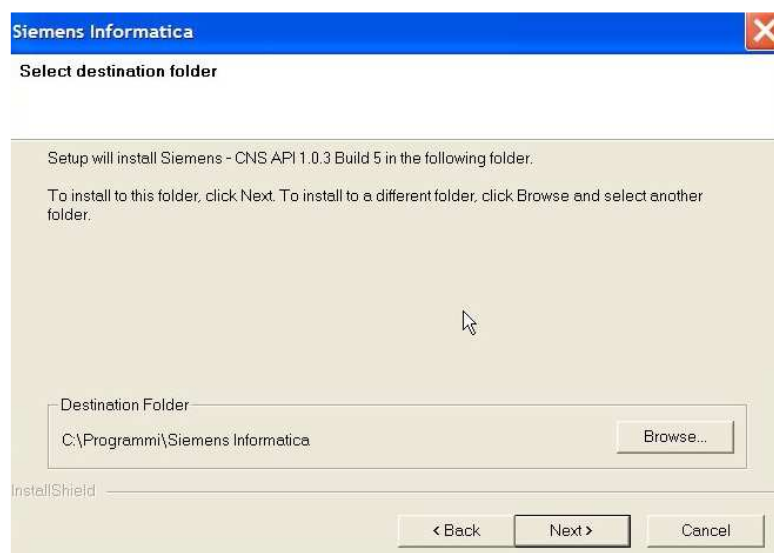 Siemens Informatica
Select destination folder
Setup will install Siemens - CNS API 1.0.3 Build 5 in the following folder.
To install to this folder, click Next. To install to a different folder, click Browse and select another
folder.
Destination Folder
C:\Programmi\Siemens Informatica
Browse...
InstallShield
< Back
Next >
Cancel